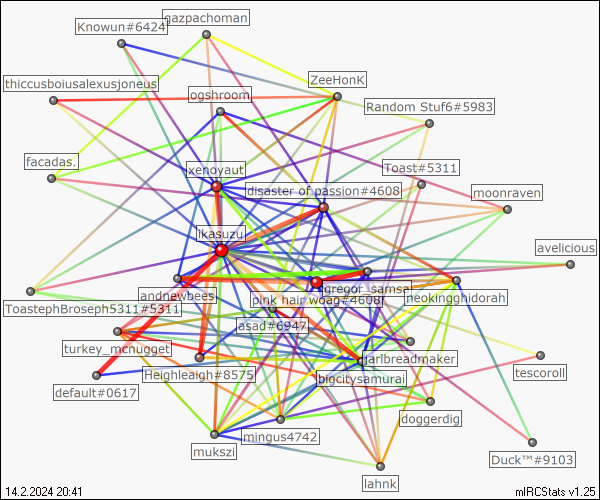 gazpachoman
Knowun#6424
ZeeHonK
thiccusboiusalexusjoneus
ogshroom
Random Stuf6#5983
facadas.
xenoyaut
Toast#5311
disaster of passion#4608
moonraven
ikasuzu
avelicious
gregor_samsa
andnewbees
pink hair woag#4608
neokingghidorah
ToastephBroseph5311#5311
asad#6947
turkey_mcnugget
jarlbreadmaker
tescoroll
Heighleigh#8575
bigcitysamurai
default#0617
doggerdig
mingus4742
mukszi
Duck™#9103
lahnk
14.2.2024 20:41
mIRCStats v1.25